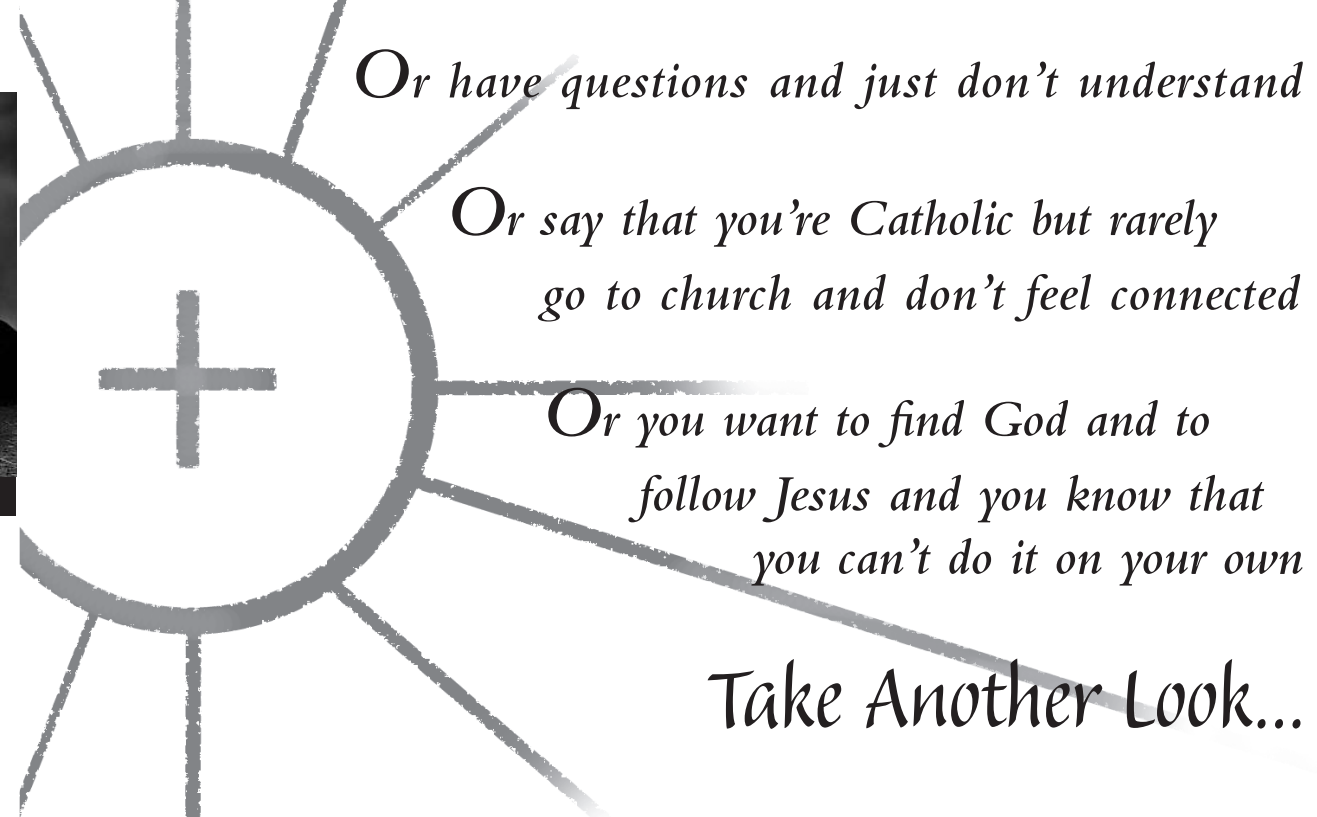 Or have questions and just don’t understand
Or say that you’re Catholic but rarely
go to church and don’t feel connected
Or you want to find God and to
follow Jesus and you know that
you can’t do it on your own
Take Another Look...